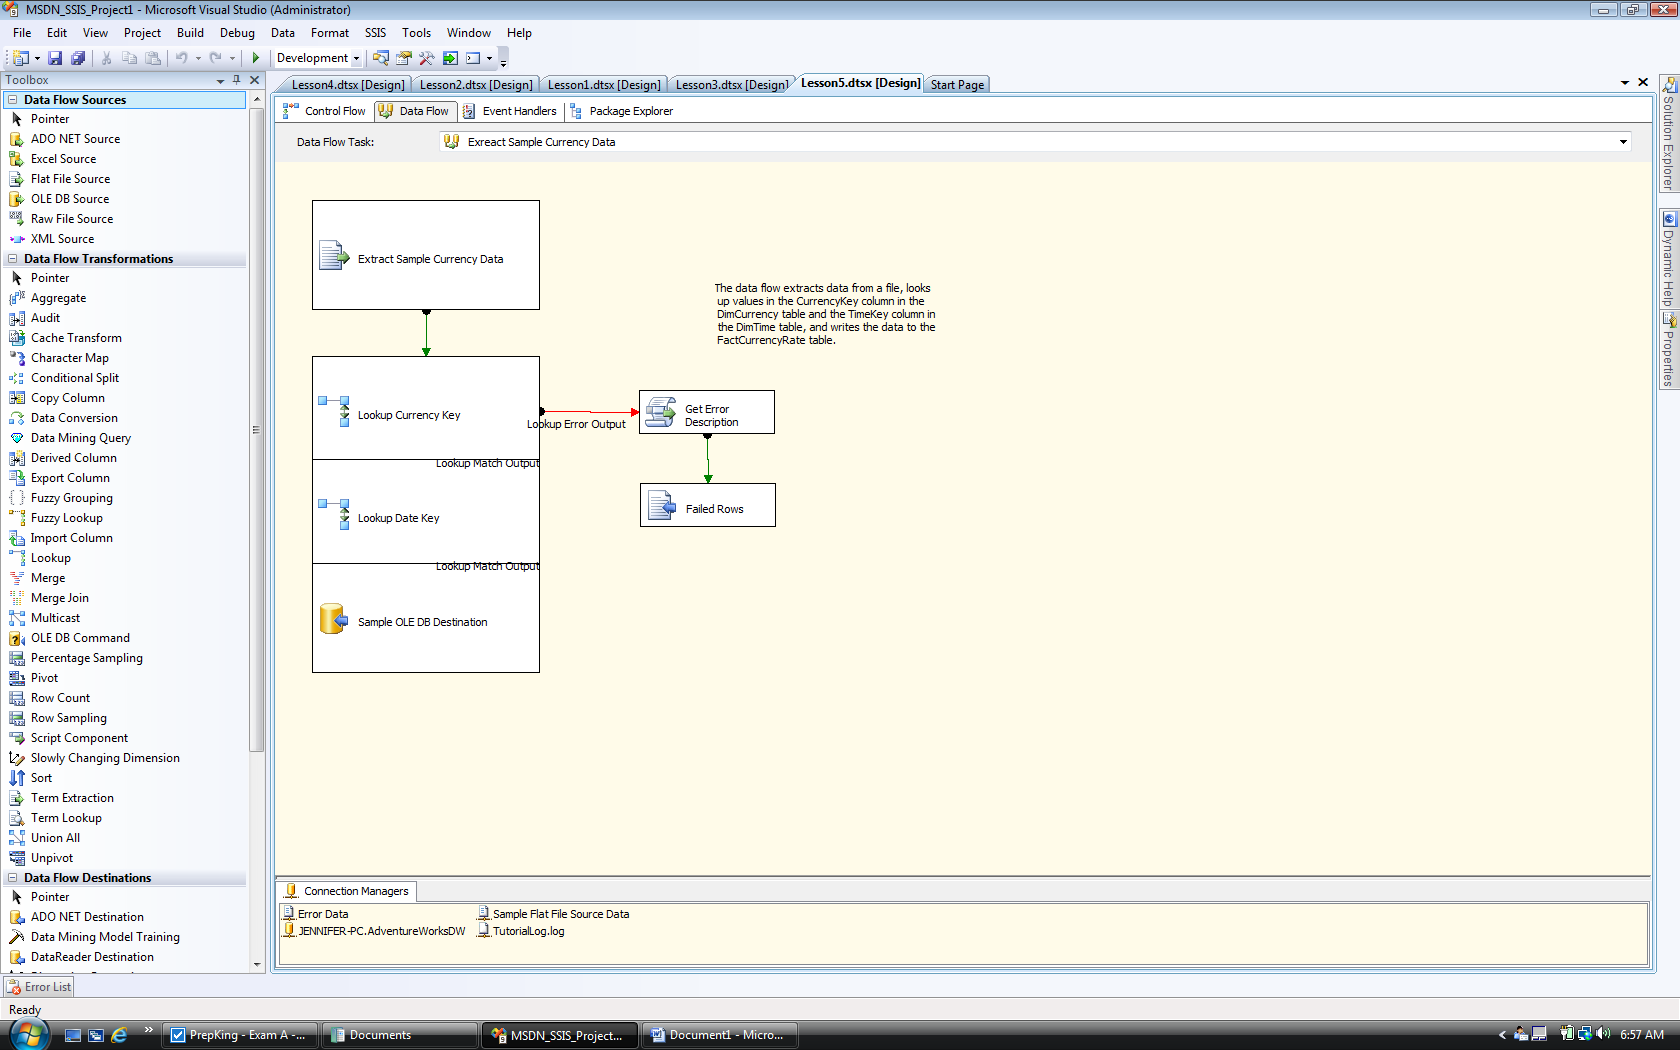 MSDN_SSIS_Project1 - Microsoft Visual Studio (Administrator)
File Edit View Project Build Debug Data Format SSIS Tools Window Help
Development
Toolbox
Data Flow Sources
Pointer
ADO NET Source
Excel Source
Flat File Source
OLE DB Source
Raw File Source
XML Source
Data Flow Transformations
Pointer
Aggregate
Audit
Cache Transform
Character Map
Conditional Split
Copy Column
Data Conversion
Data Mining Query
Derived Column
Export Column
Fuzzy Grouping
Fuzzy Lookup
Import Column
Lookup
Merge
Merge Join
Multicast
OLE DB Command
Percentage Sampling
Pivot
Row Count
Row Sampling
Script Component
Slowly Changing Dimension
Sort
Term Extraction
Term Lookup
Union All
Unpivot
Data Flow Destinations
Pointer
ADO NET Destination
Data Mining Model Training
DataReader Destination
Lesson4.dtsx [Design] Lesson2.dtsx [Design] Lesson1.dtsx [Design] Lesson3.dtsx [Design] Lesson5.dtsx [Design] Start Page
Control Flow Data Flow Event Handlers Package Explorer
Data Flow Task: Exreact Sample Currency Data
Extract Sample Currency Data
The data flow extracts data from a file, looks
up values in the CurrencyKey column in the
DimCurrency table and the TimeKey column in
the DimTime table, and writes the data to the
FactCurrencyRate table.
Lookup Currency Key
Lookup Error Output
Get Error
Description
Lookup Match Output
Lookup Date Key
Failed Rows
Lookup Match Output
Sample OLE DB Destination
Connection Managers
Error Data
Sample Flat File Source Data
JENNIFER-PC.AdventureWorksDW
TutorialLog.log
Solution Explorer
Dynamic Help
Properties
Error List
Ready
PrepKing - Exam A -...
Documents
MSDN_SSIS_Project...
Document1 - Micro...
6:57 AM